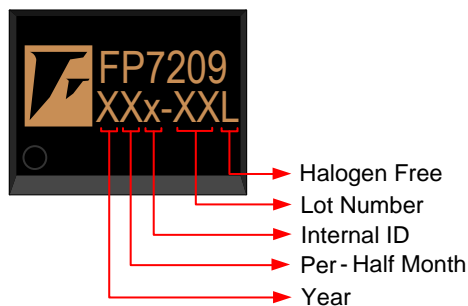 FP7209
XXx-XXL
Halogen Free
Lot Number
Internal ID
Per-Half Month
Year